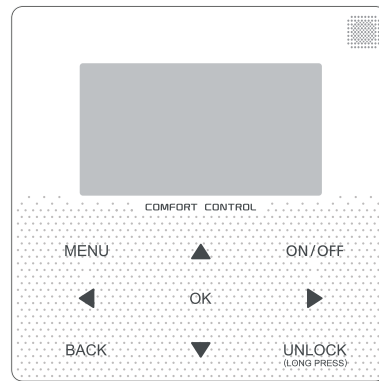 COMFORT CONTROL
MENU
ON/OFF
OK
BACK
UNLOCK
(LONG PRESS)